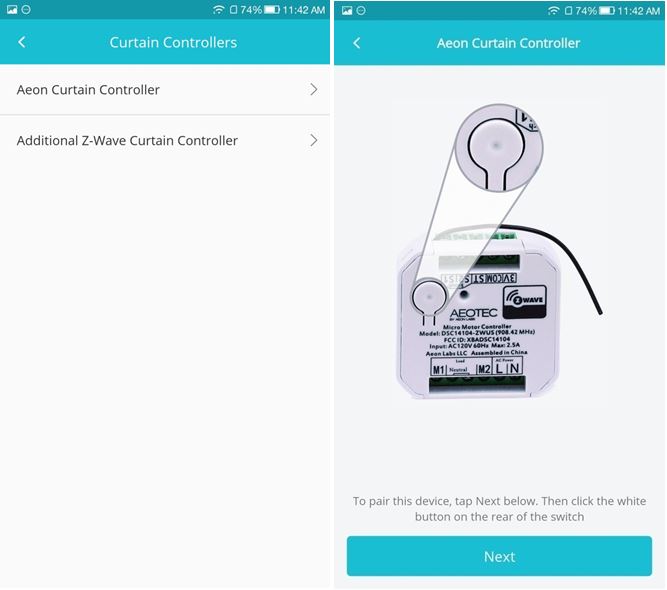 74% 11:42 AM
Curtain Controllers
Aeon Curtain Controller
Additional Z-Wave Curtain Controller
74% 11:42 AM
Aeon Curtain Controller
3V COM ST S S1
Z WAVE
AEOTEC
BY AEON LABS
Micro Motor Controller
Model: DSC14104-ZWUS (908.42 MHz)
FCC ID: XBADSC14104
Input: AC120V 60Hz Max: 2.5A
Aeon Labs LLC Assembled in China
Load AC Power
M1 Neutral M2 L N
To pair this device, tap Next below. Then click the white
button on the rear of the switch
Next